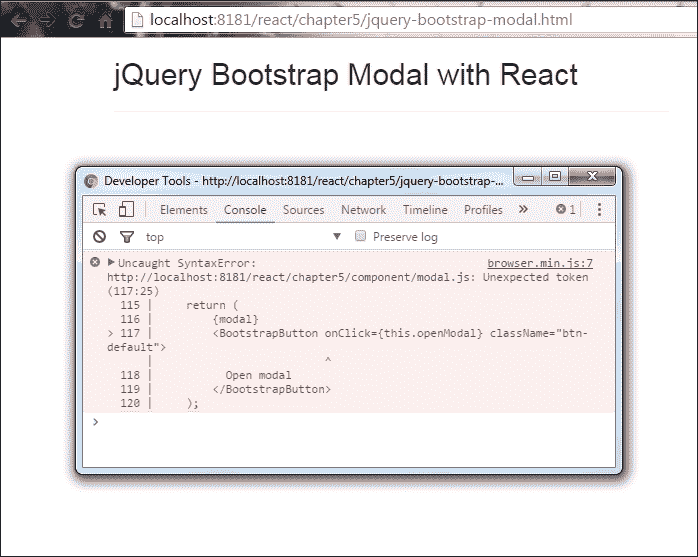 localhost:8181/react/chapter5/jquery-bootstrap-modal.html
jQuery Bootstrap Modal with React
Developer Tools - http://localhost:8181/react/chapter5/jquery-bootstrap-...
Elements Console Sources Network Timeline Profiles » 1
top ▼ Preserve log
Uncaught SyntaxError: browser.min.js:7
http://localhost:8181/react/chapter5/component/modal.js: Unexpected token
(117:25)
115 | return (
116 | {modal}
> 117 | <BootstrapButton onClick={this.openModal} className="btn-
default">
| ^
118 | Open modal
119 | </BootstrapButton>
120 | );
>